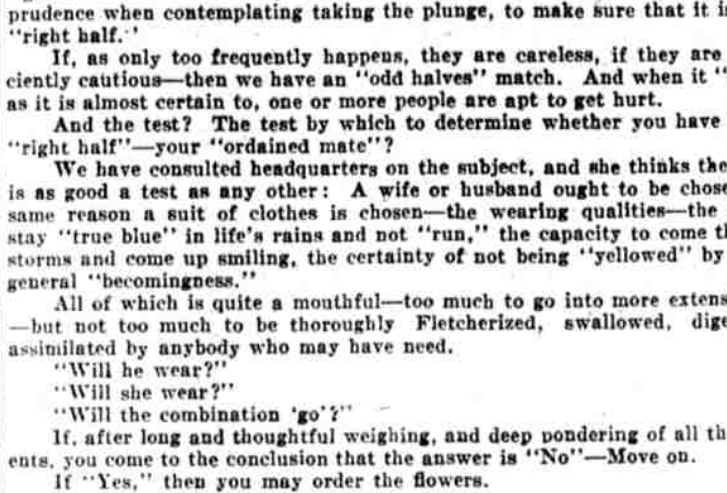 prudence when contemplating taking the plunge, to make sure that it
"right half."
If, as only too frequently happens, they are careless, if they are
ciently cautious—then we have an "odd halves" match. And when it "
as it is almost certain to, one or more people are apt to get hurt.
And the test? The test by which to determine whether you have
"right half"—your "ordained mate"?
We have consulted headquarters on the subject, and she thinks the
is as good a test as any other: A wife or husband ought to be chose
same reason a suit of clothes is chosen—the wearing qualities—the
stay "true blue" in life's rains and not "run," the capacity to come th
storms and come up smiling, the certainty of not being "yellowed" by
general "becomingness."
All of which is quite a mouthful—too much to go into more extens
—but not too much to be thoroughly Fletcherized, swallowed, dige
assimilated by anybody who may have need.
"Will he wear?"
"Will she wear?"
"Will the combination 'go'?"
If, after long and thoughtful weighing, and deep pondering of all th
ents, you come to the conclusion that the answer is "No"—Move on.
If "Yes," then you may order the flowers.